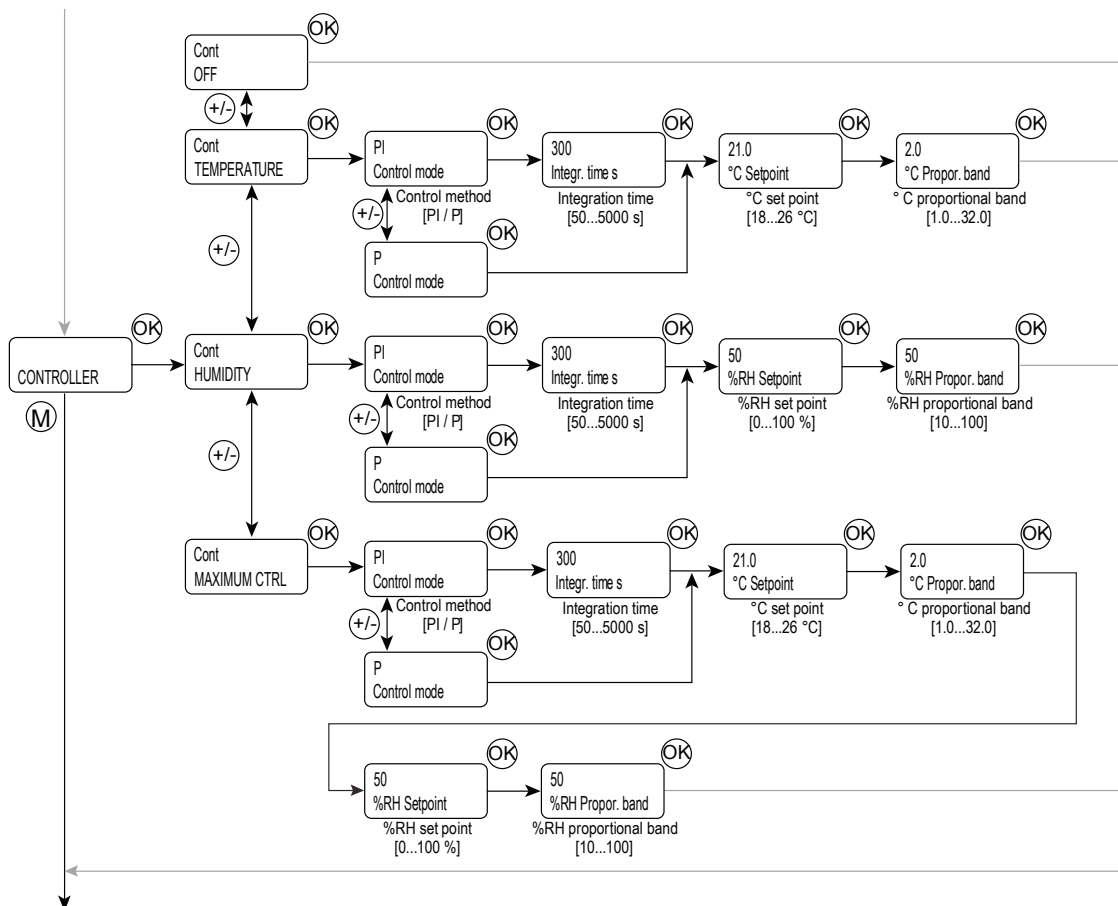 OK
Cont
OFF
+/-
Cont
TEMPERATURE
OK
PI
Control mode
OK
Control method
[PI / P]
+/-
P
Control mode
OK
300
Integr. time s
OK
Integration time
[50...5000 s]
21.0
°C Setpoint
OK
°C set point
[18...26 °C]
2.0
°C Propor. band
OK
° C proportional band
[1.0...32.0]
+/-
CONTROLLER
OK
M
Cont
HUMIDITY
OK
PI
Control mode
OK
Control method
[PI / P]
+/-
P
Control mode
OK
300
Integr. time s
OK
Integration time
[50...5000 s]
50
%RH Setpoint
OK
%RH set point
[0...100 %]
50
%RH Propor. band
OK
%RH proportional band
[10...100]
+/-
Cont
MAXIMUM CTRL
OK
PI
Control mode
OK
Control method
[PI / P]
+/-
P
Control mode
OK
300
Integr. time s
OK
Integration time
[50...5000 s]
21.0
°C Setpoint
OK
°C set point
[18...26 °C]
2.0
°C Propor. band
OK
° C proportional band
[1.0...32.0]
50
%RH Setpoint
OK
%RH set point
[0...100 %]
50
%RH Propor. band
OK
%RH proportional band
[10...100]